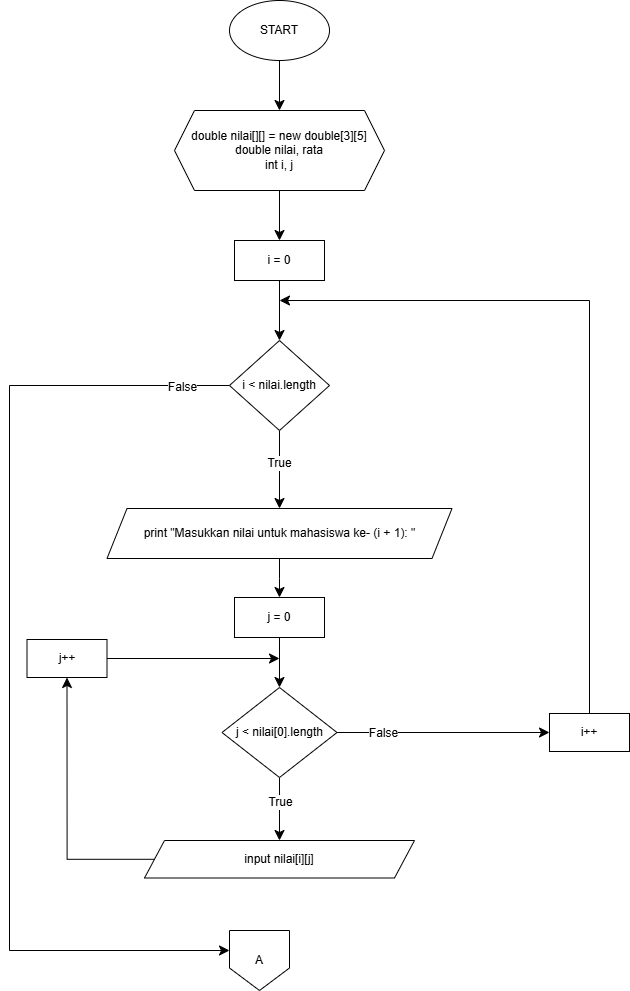 START
double nilai[][] = new double[3][5]
double nilai, rata
int i, j
i = 0
i < nilai.length
False
True
print "Masukkan nilai untuk mahasiswa ke- (i + 1): "
j = 0
j++
j < nilai[0].length
False
i++
True
input nilai[i][j]
A